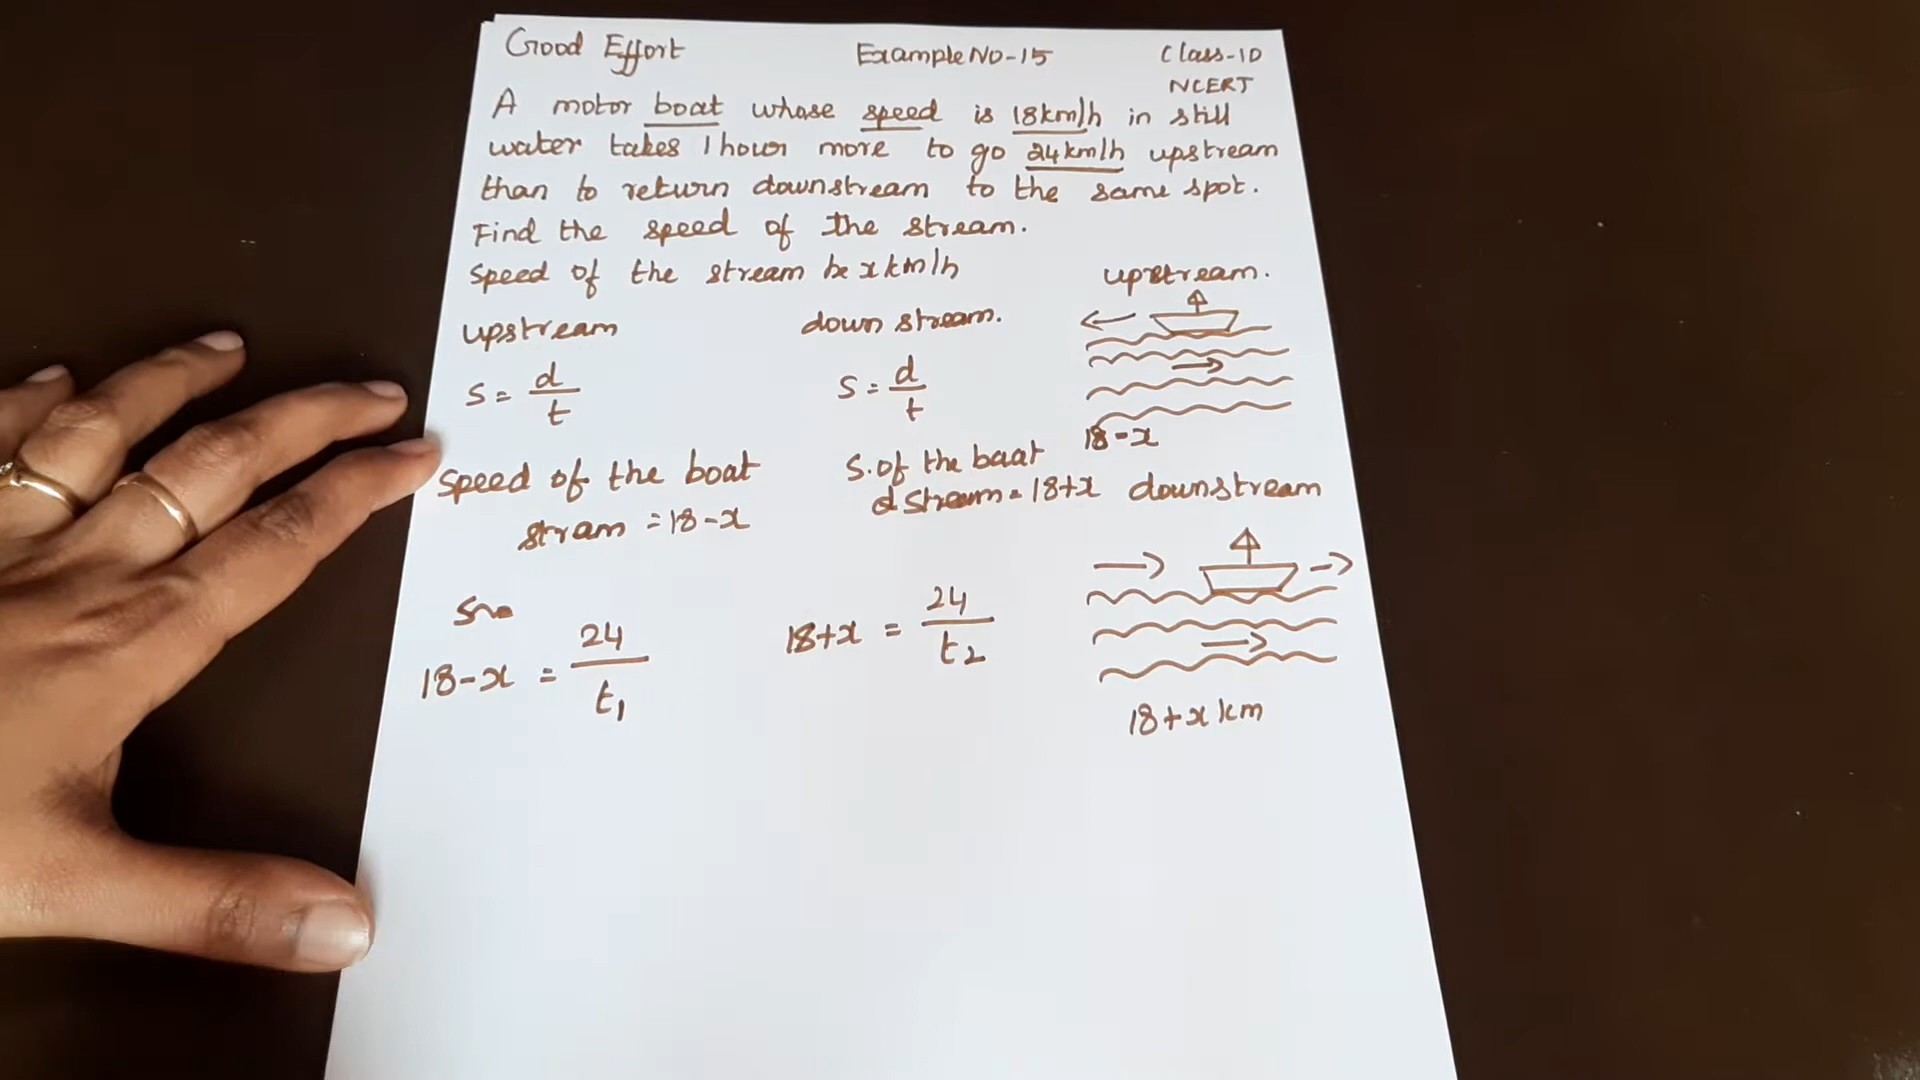 Good Effort Example No-15 Class-10
NCERT
A motor boat whose speed is 18km/h in still
water takes 1hour more to go 24km/h upstream
than to return downstream to the same spot.
Find the speed of the stream.
Speed of the stream be x km/h
upstream.
upstream
down stream.
S = d/t
S = d/t
18-x
Speed of the boat
stram = 18-x
S. of the baat
d stream = 18+x
downstream
18-x = 24/t₁
18+x = 24/t₂
18+x km